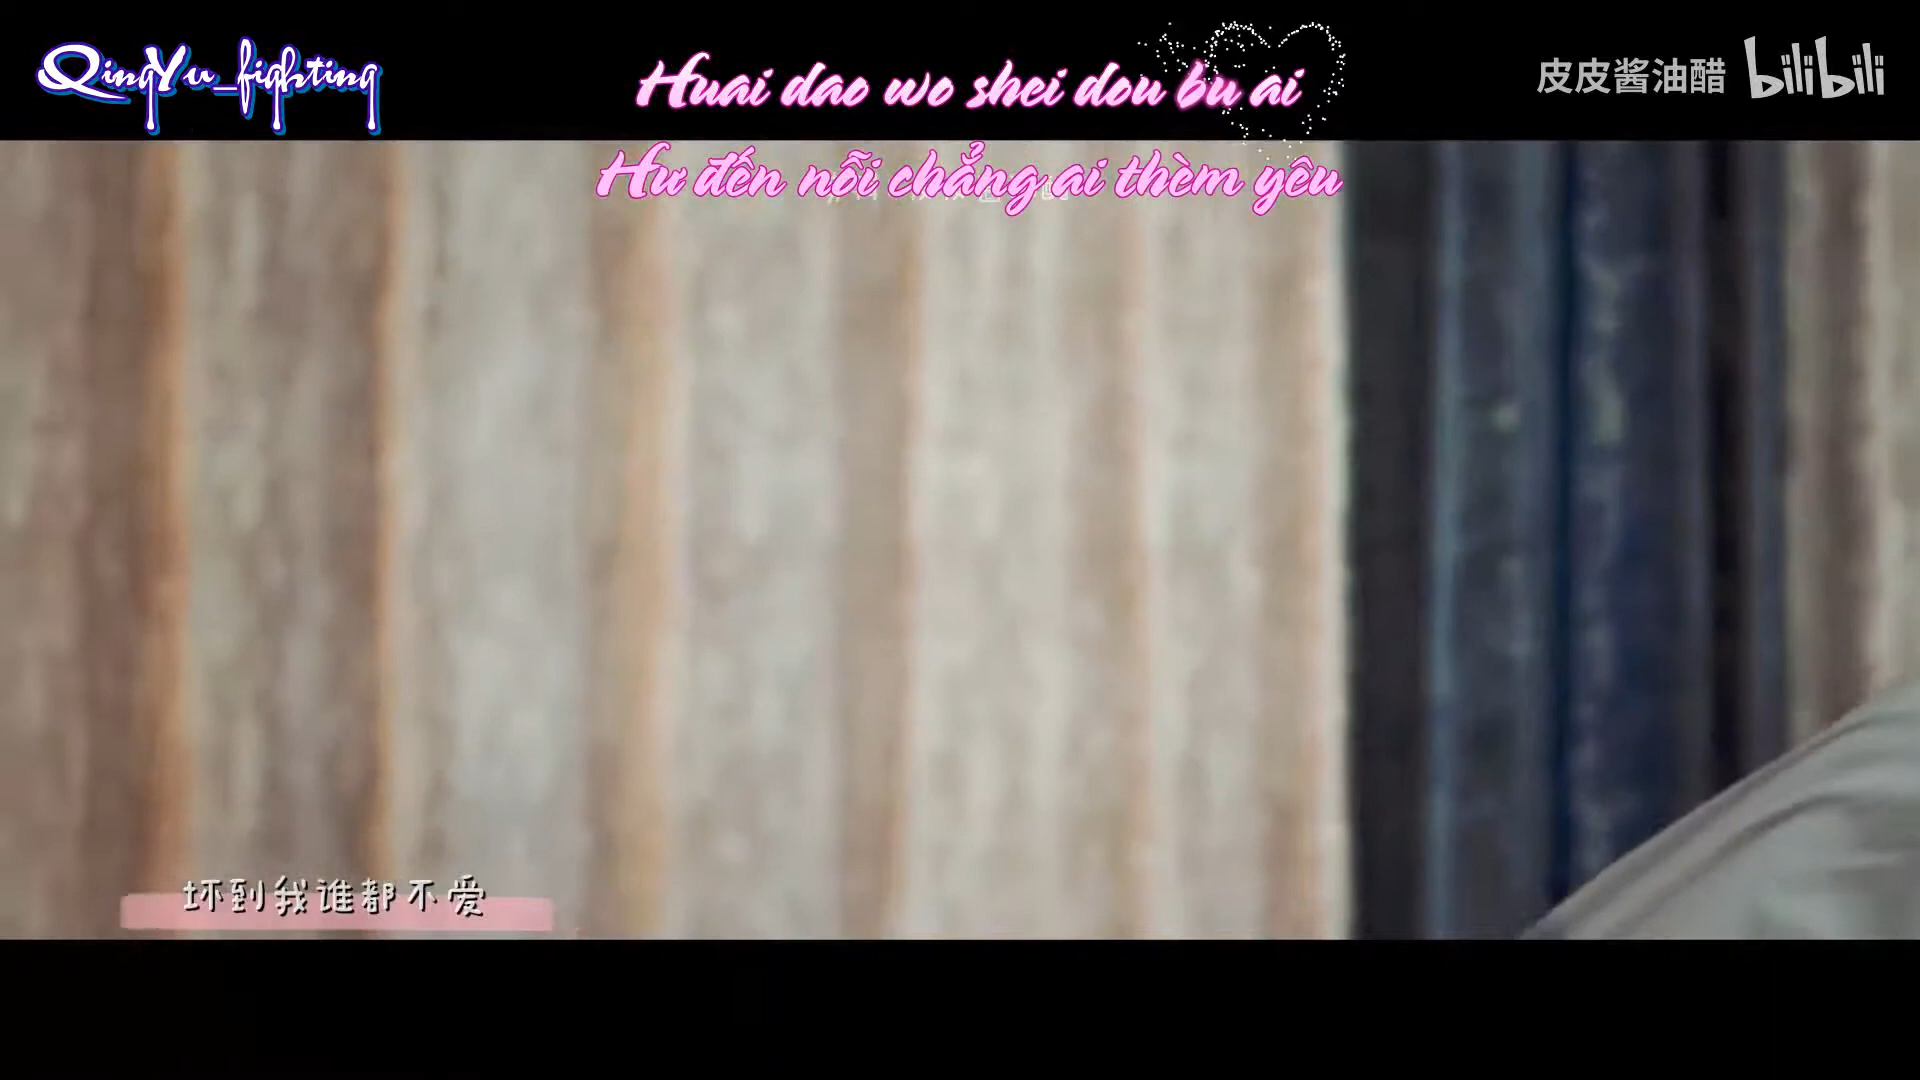 QingYu_fighting
Huai dao wo shei dou bu ai
皮皮酱油醋 bilibili
Hư đến nỗi chẳng ai thèm yêu
坏到我谁都不爱